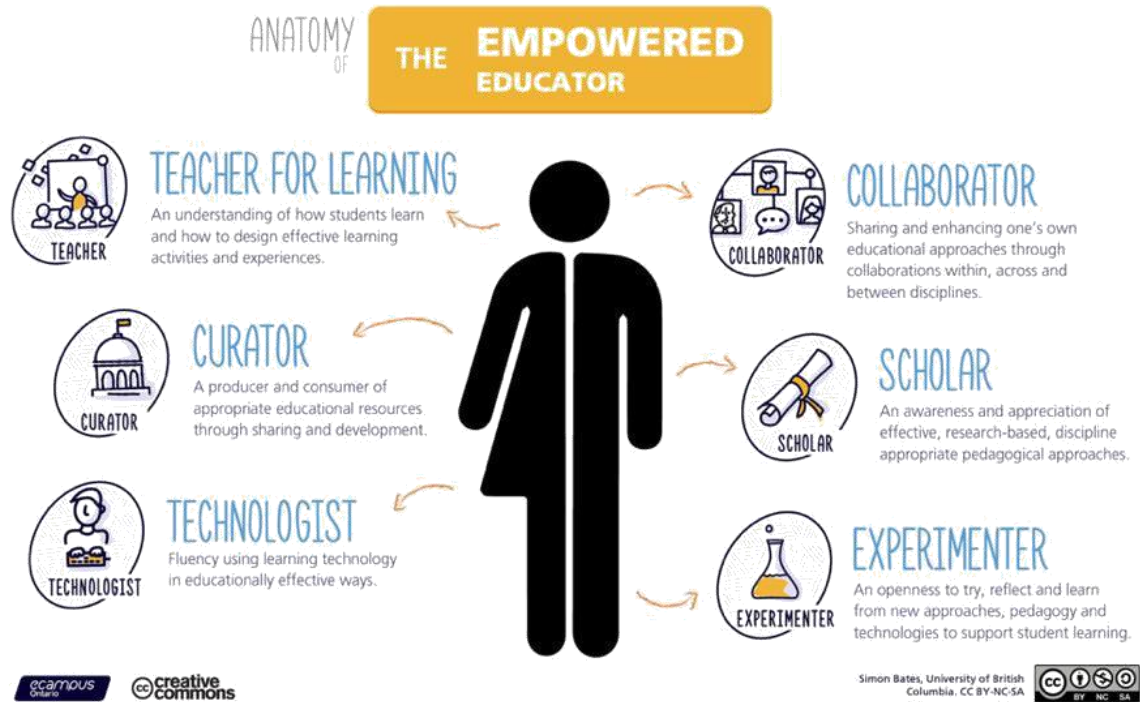 ANATOMY
OF
THE EMPOWERED
EDUCATOR
TEACHER
TEACHER FOR LEARNING
An understanding of how students learn
and how to design effective learning
activities and experiences.
CURATOR
CURATOR
A producer and consumer of
appropriate educational resources
through sharing and development.
TECHNOLOGIST
TECHNOLOGIST
Fluency using learning technology
in educationally effective ways.
COLLABORATOR
COLLABORATOR
Sharing and enhancing one's own
educational approaches through
collaborations within, across and
between disciplines.
SCHOLAR
SCHOLAR
An awareness and appreciation of
effective, research-based, discipline
appropriate pedagogical approaches.
EXPERIMENTER
EXPERIMENTER
An openness to try, reflect and learn
from new approaches, pedagogy and
technologies to support student learning.
ecampus
Ontario
cc creative
commons
Simon Bates, University of British
Columbia. CC BY-NC-SA
cc
BY NC SA